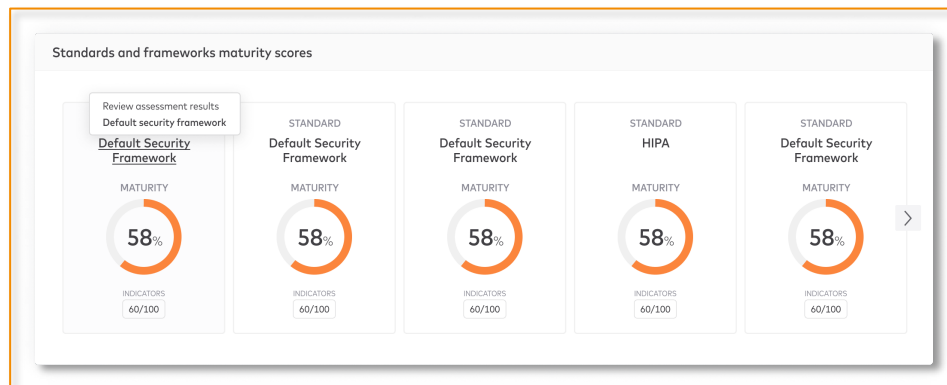 Standards and frameworks maturity scores
Review assessment results
Default security framework
Default Security
Framework
MATURITY
58%
INDICATORS
60/100
STANDARD
Default Security
Framework
MATURITY
58%
INDICATORS
60/100
STANDARD
Default Security
Framework
MATURITY
58%
INDICATORS
60/100
STANDARD
HIPA
MATURITY
58%
INDICATORS
60/100
STANDARD
Default Security
Framework
MATURITY
58%
INDICATORS
60/100